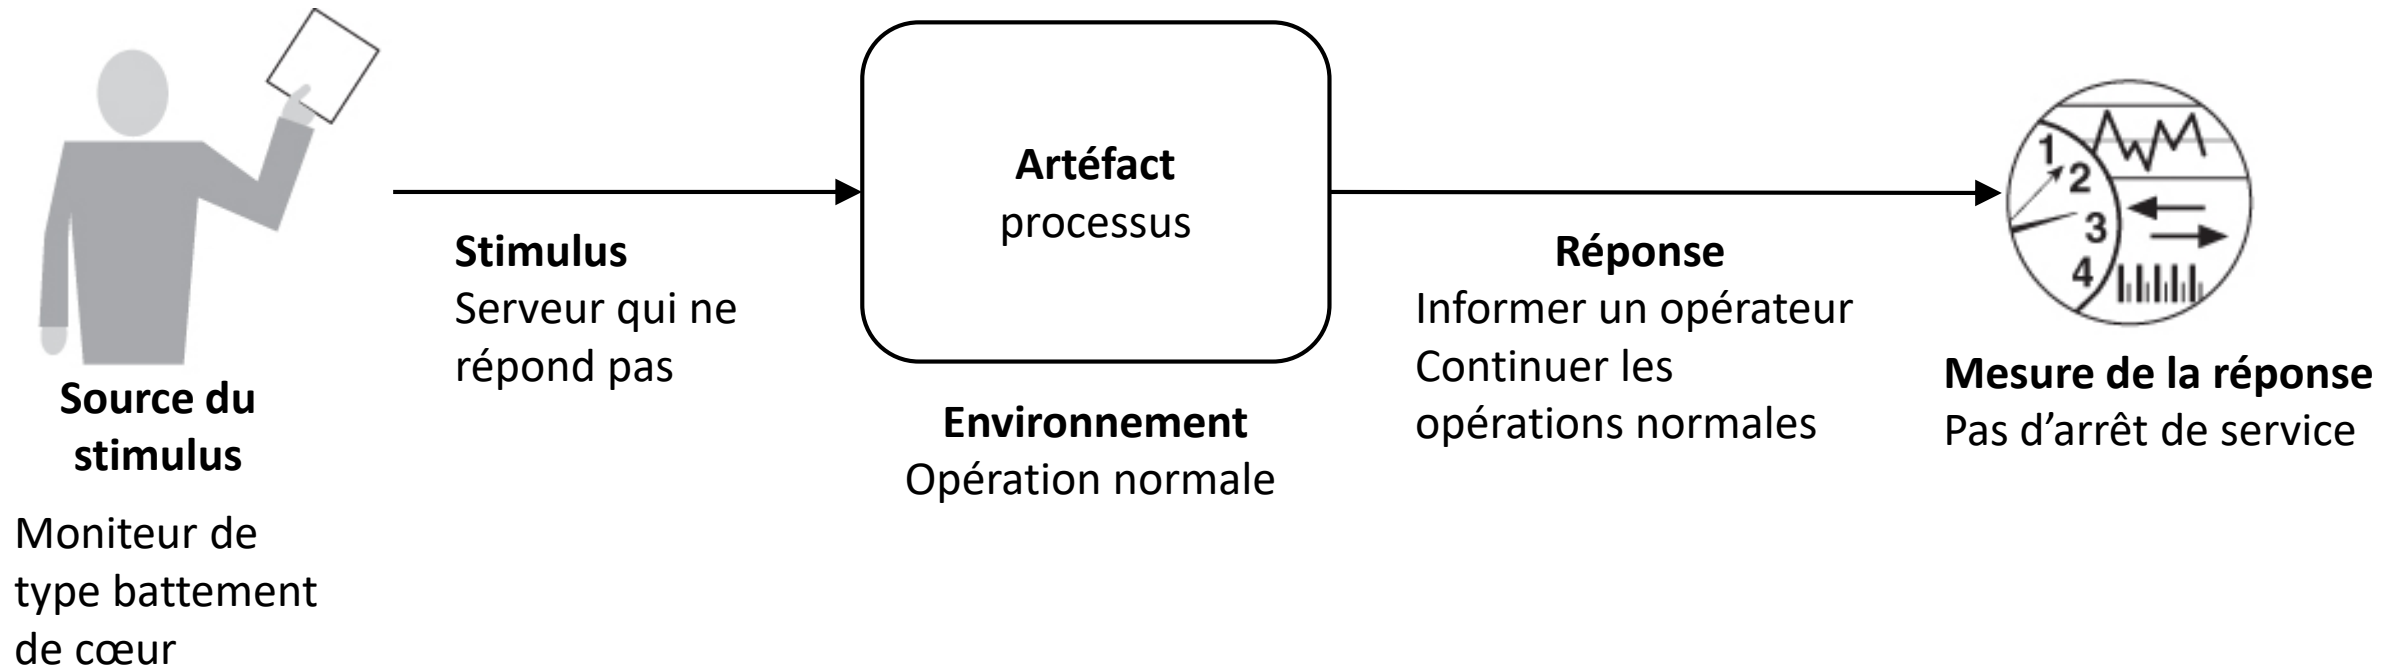 Source du
stimulus
Moniteur de
type battement
de cœur
Stimulus
Serveur qui ne
répond pas
Artéfact
processus
Environnement
Opération normale
Réponse
Informer un opérateur
Continuer les
opérations normales
1
2
3
4
Mesure de la réponse
Pas d’arrêt de service